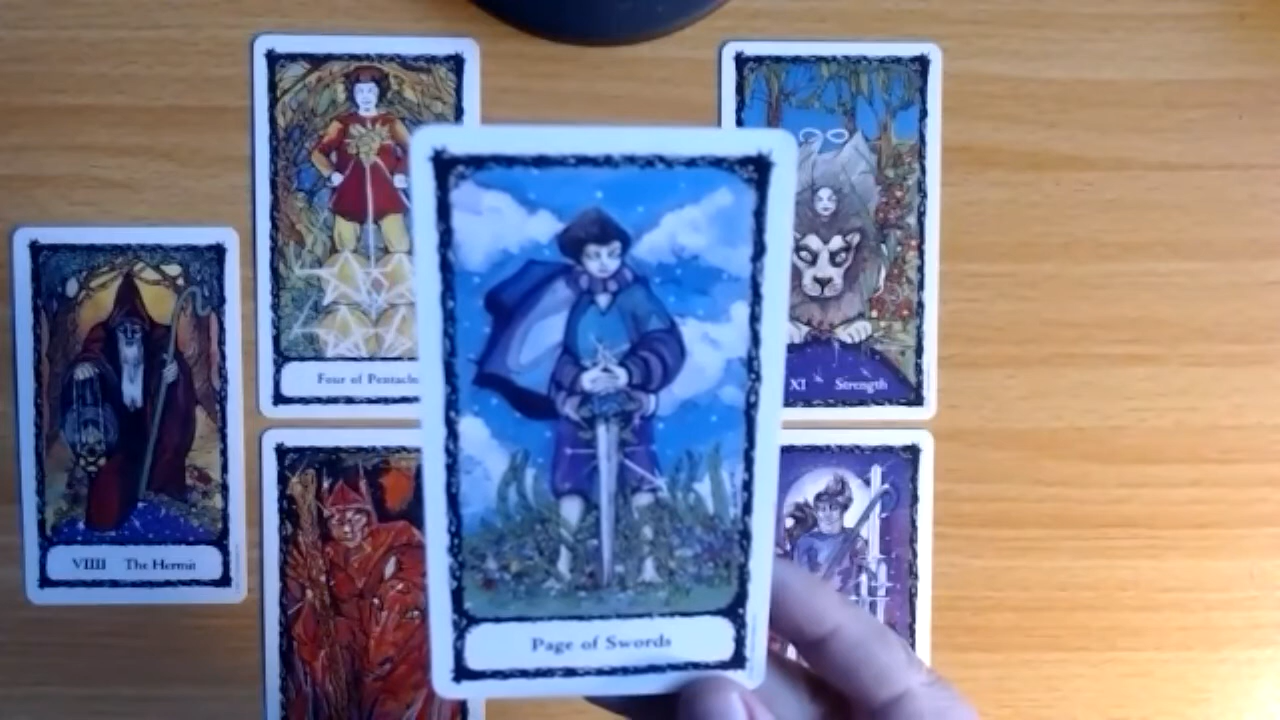 Four of Pentacle
XI Strength
VIIII The Hermit
Page of Swords